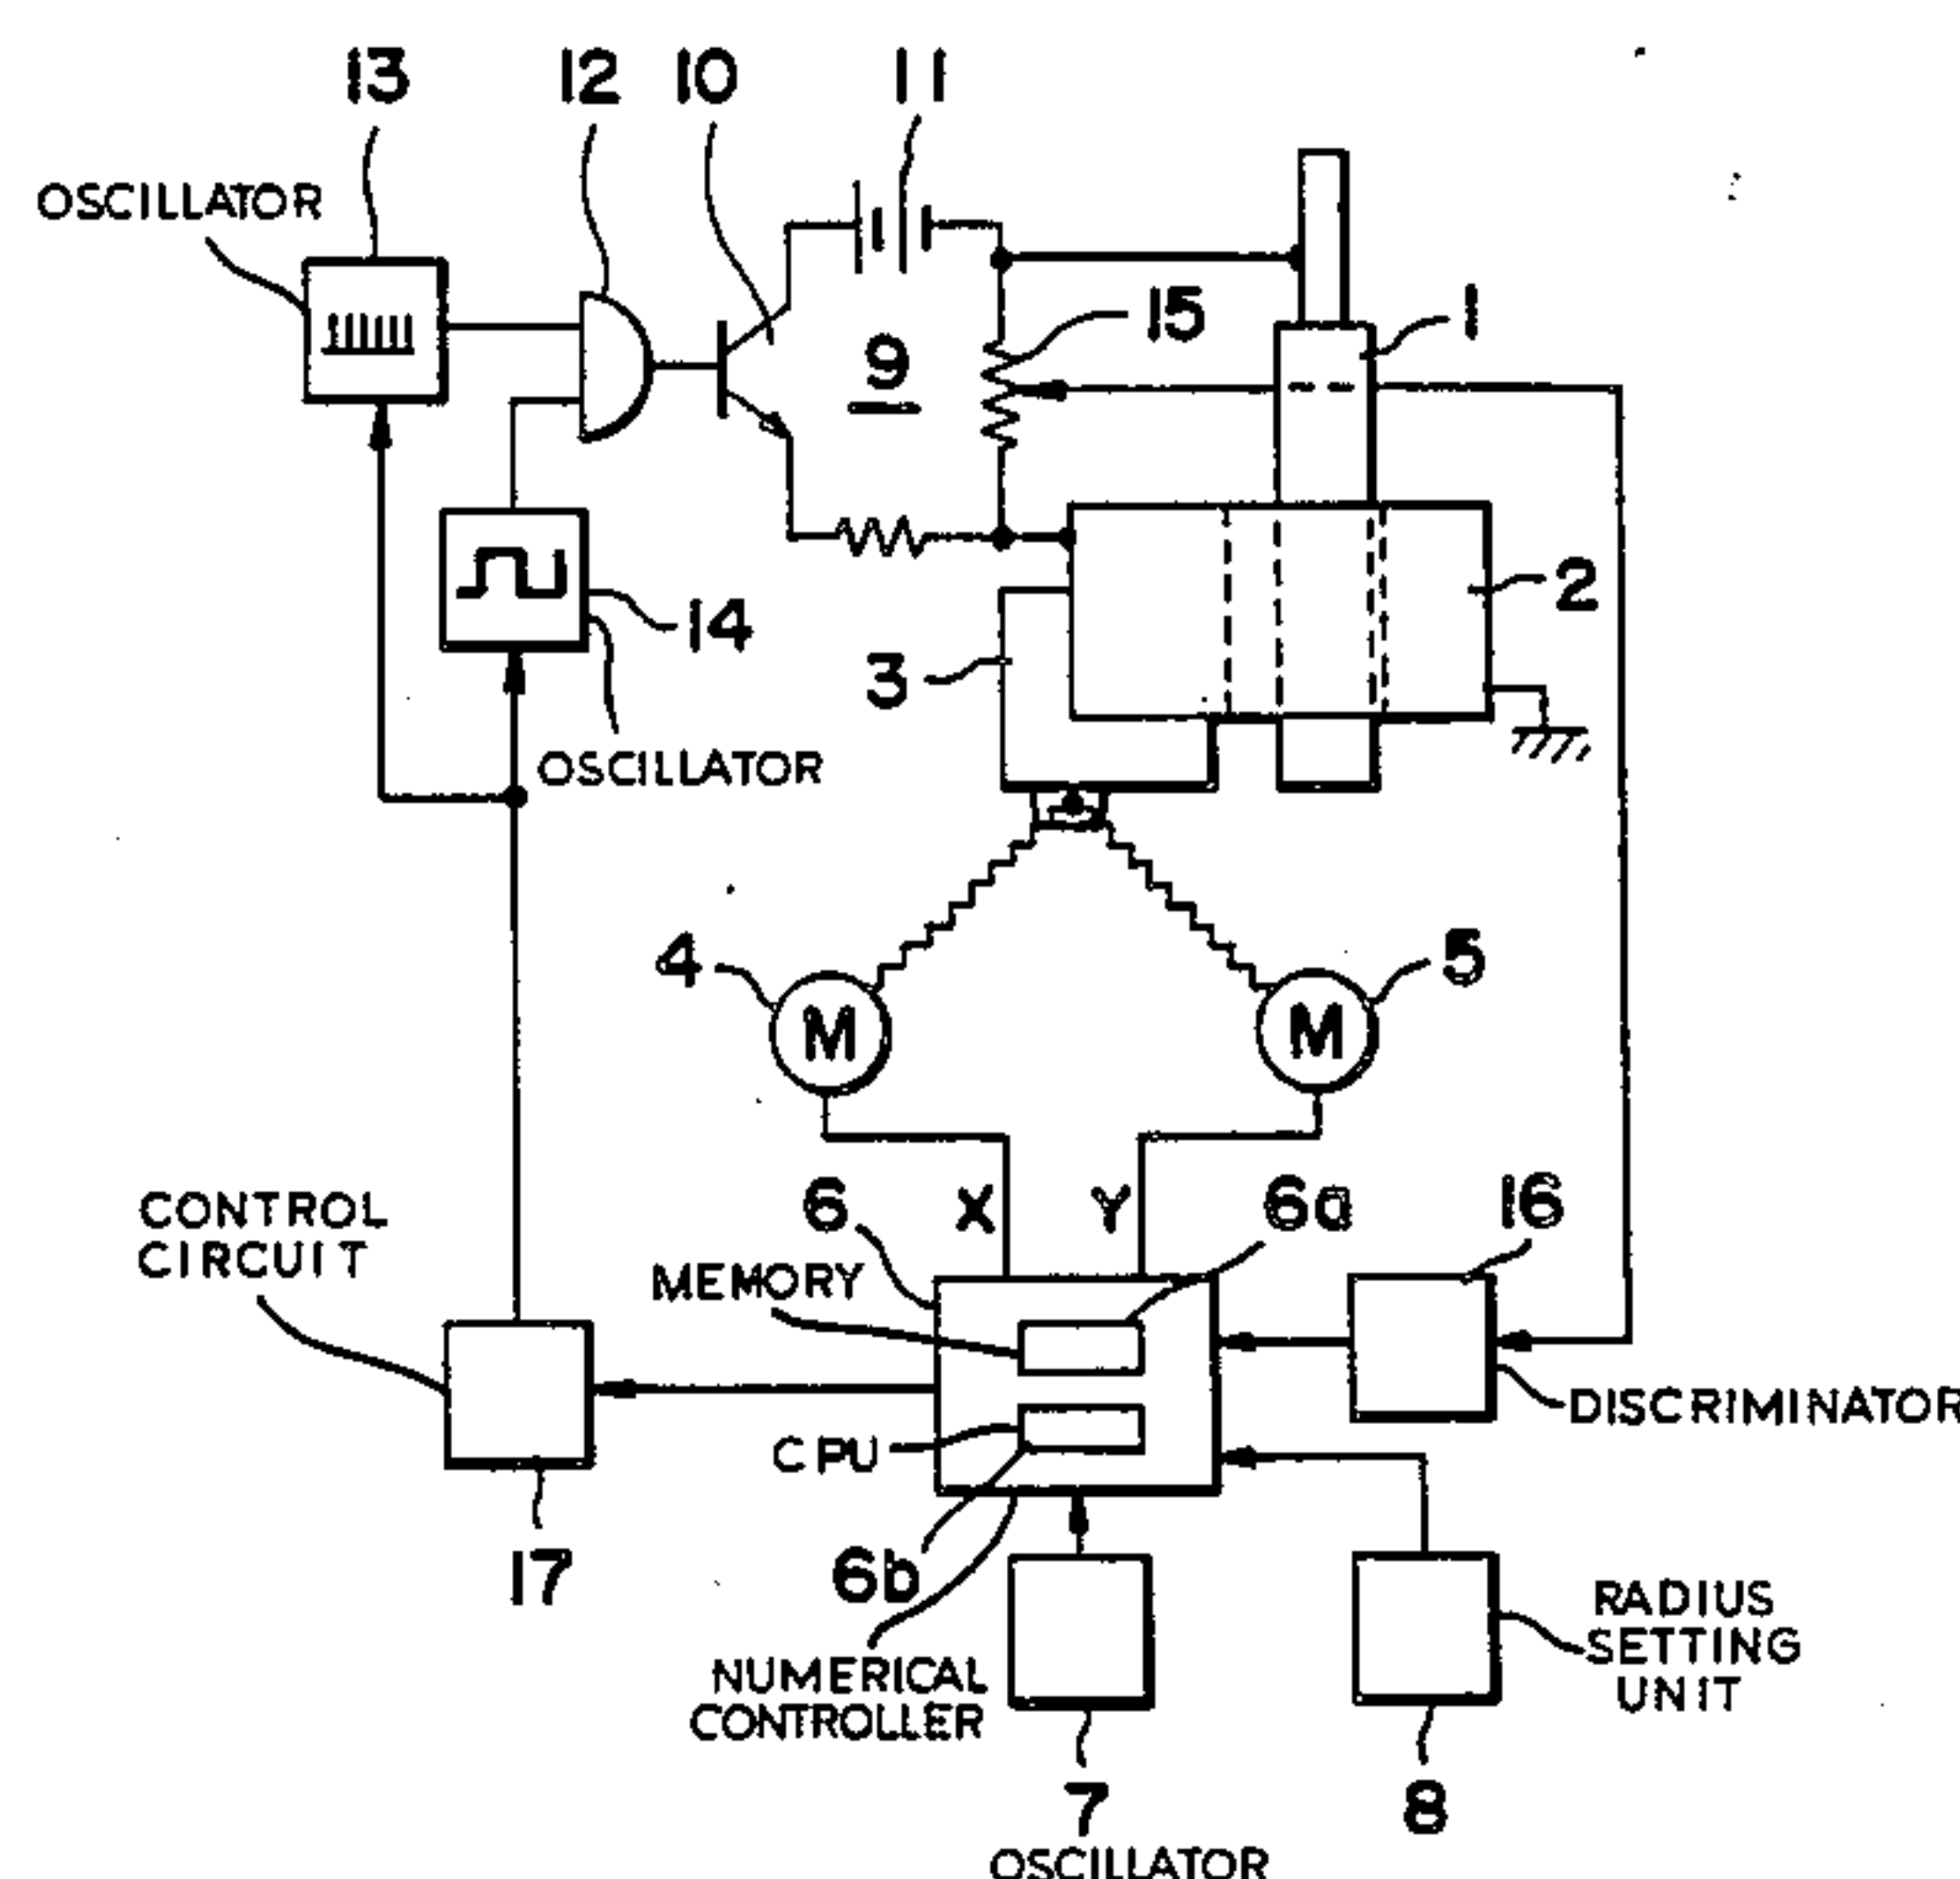 13
12
10
11
OSCILLATOR
15
1
9
2
14
3
OSCILLATOR
4
5
M
M
CONTROL
CIRCUIT
6
X
Y
6a
16
MEMORY
DISCRIMINATOR
CPU
17
6b
RADIUS
SETTING
UNIT
NUMERICAL
CONTROLLER
7
8
OSCILLATOR